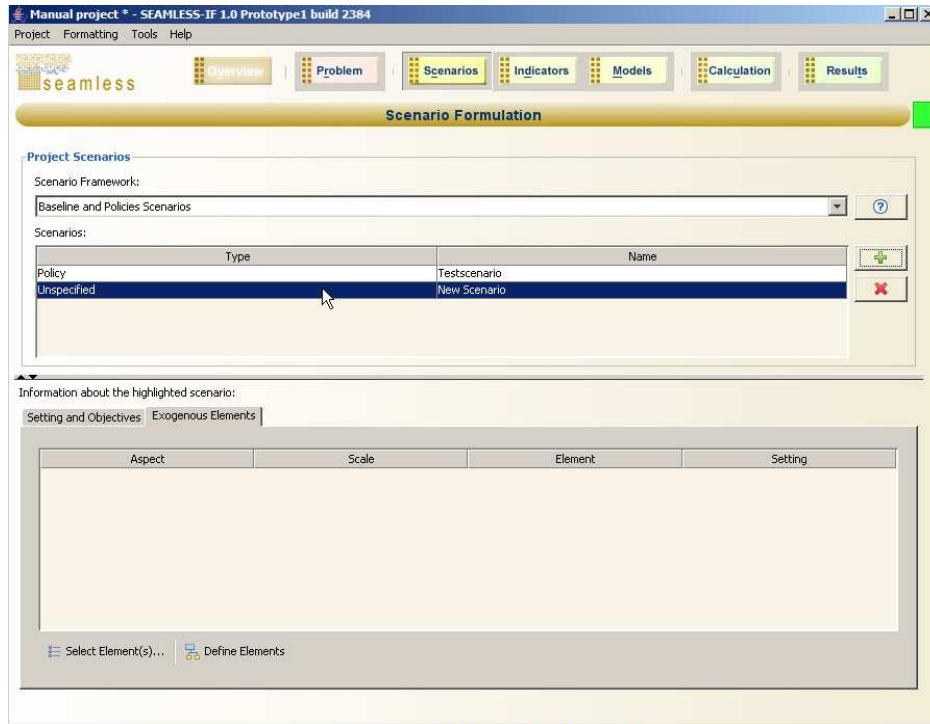 Manual project * - SEAMLESS-IF 1.0 Prototype1 build 2384
Project Formatting Tools Help
seamless Overview Problem Scenarios Indicators Models Calculation Results
Scenario Formulation
Project Scenarios
Scenario Framework:
Baseline and Policies Scenarios
Scenarios:
Type Name
Policy Testscenario
Unspecified New Scenario
Information about the highlighted scenario:
Setting and Objectives Exogenous Elements
Aspect Scale Element Setting
Select Element(s)... Define Elements